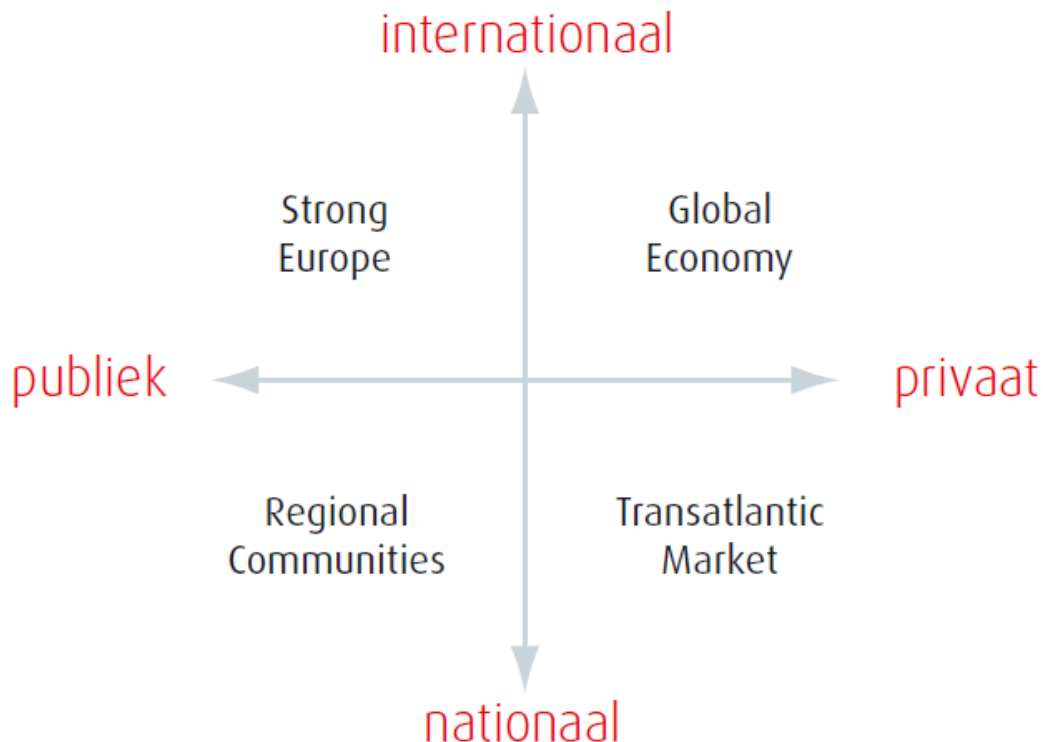 internationaal
Strong
Europe
Global
Economy
publiek
privaat
Regional
Communities
Transatlantic
Market
nationaal